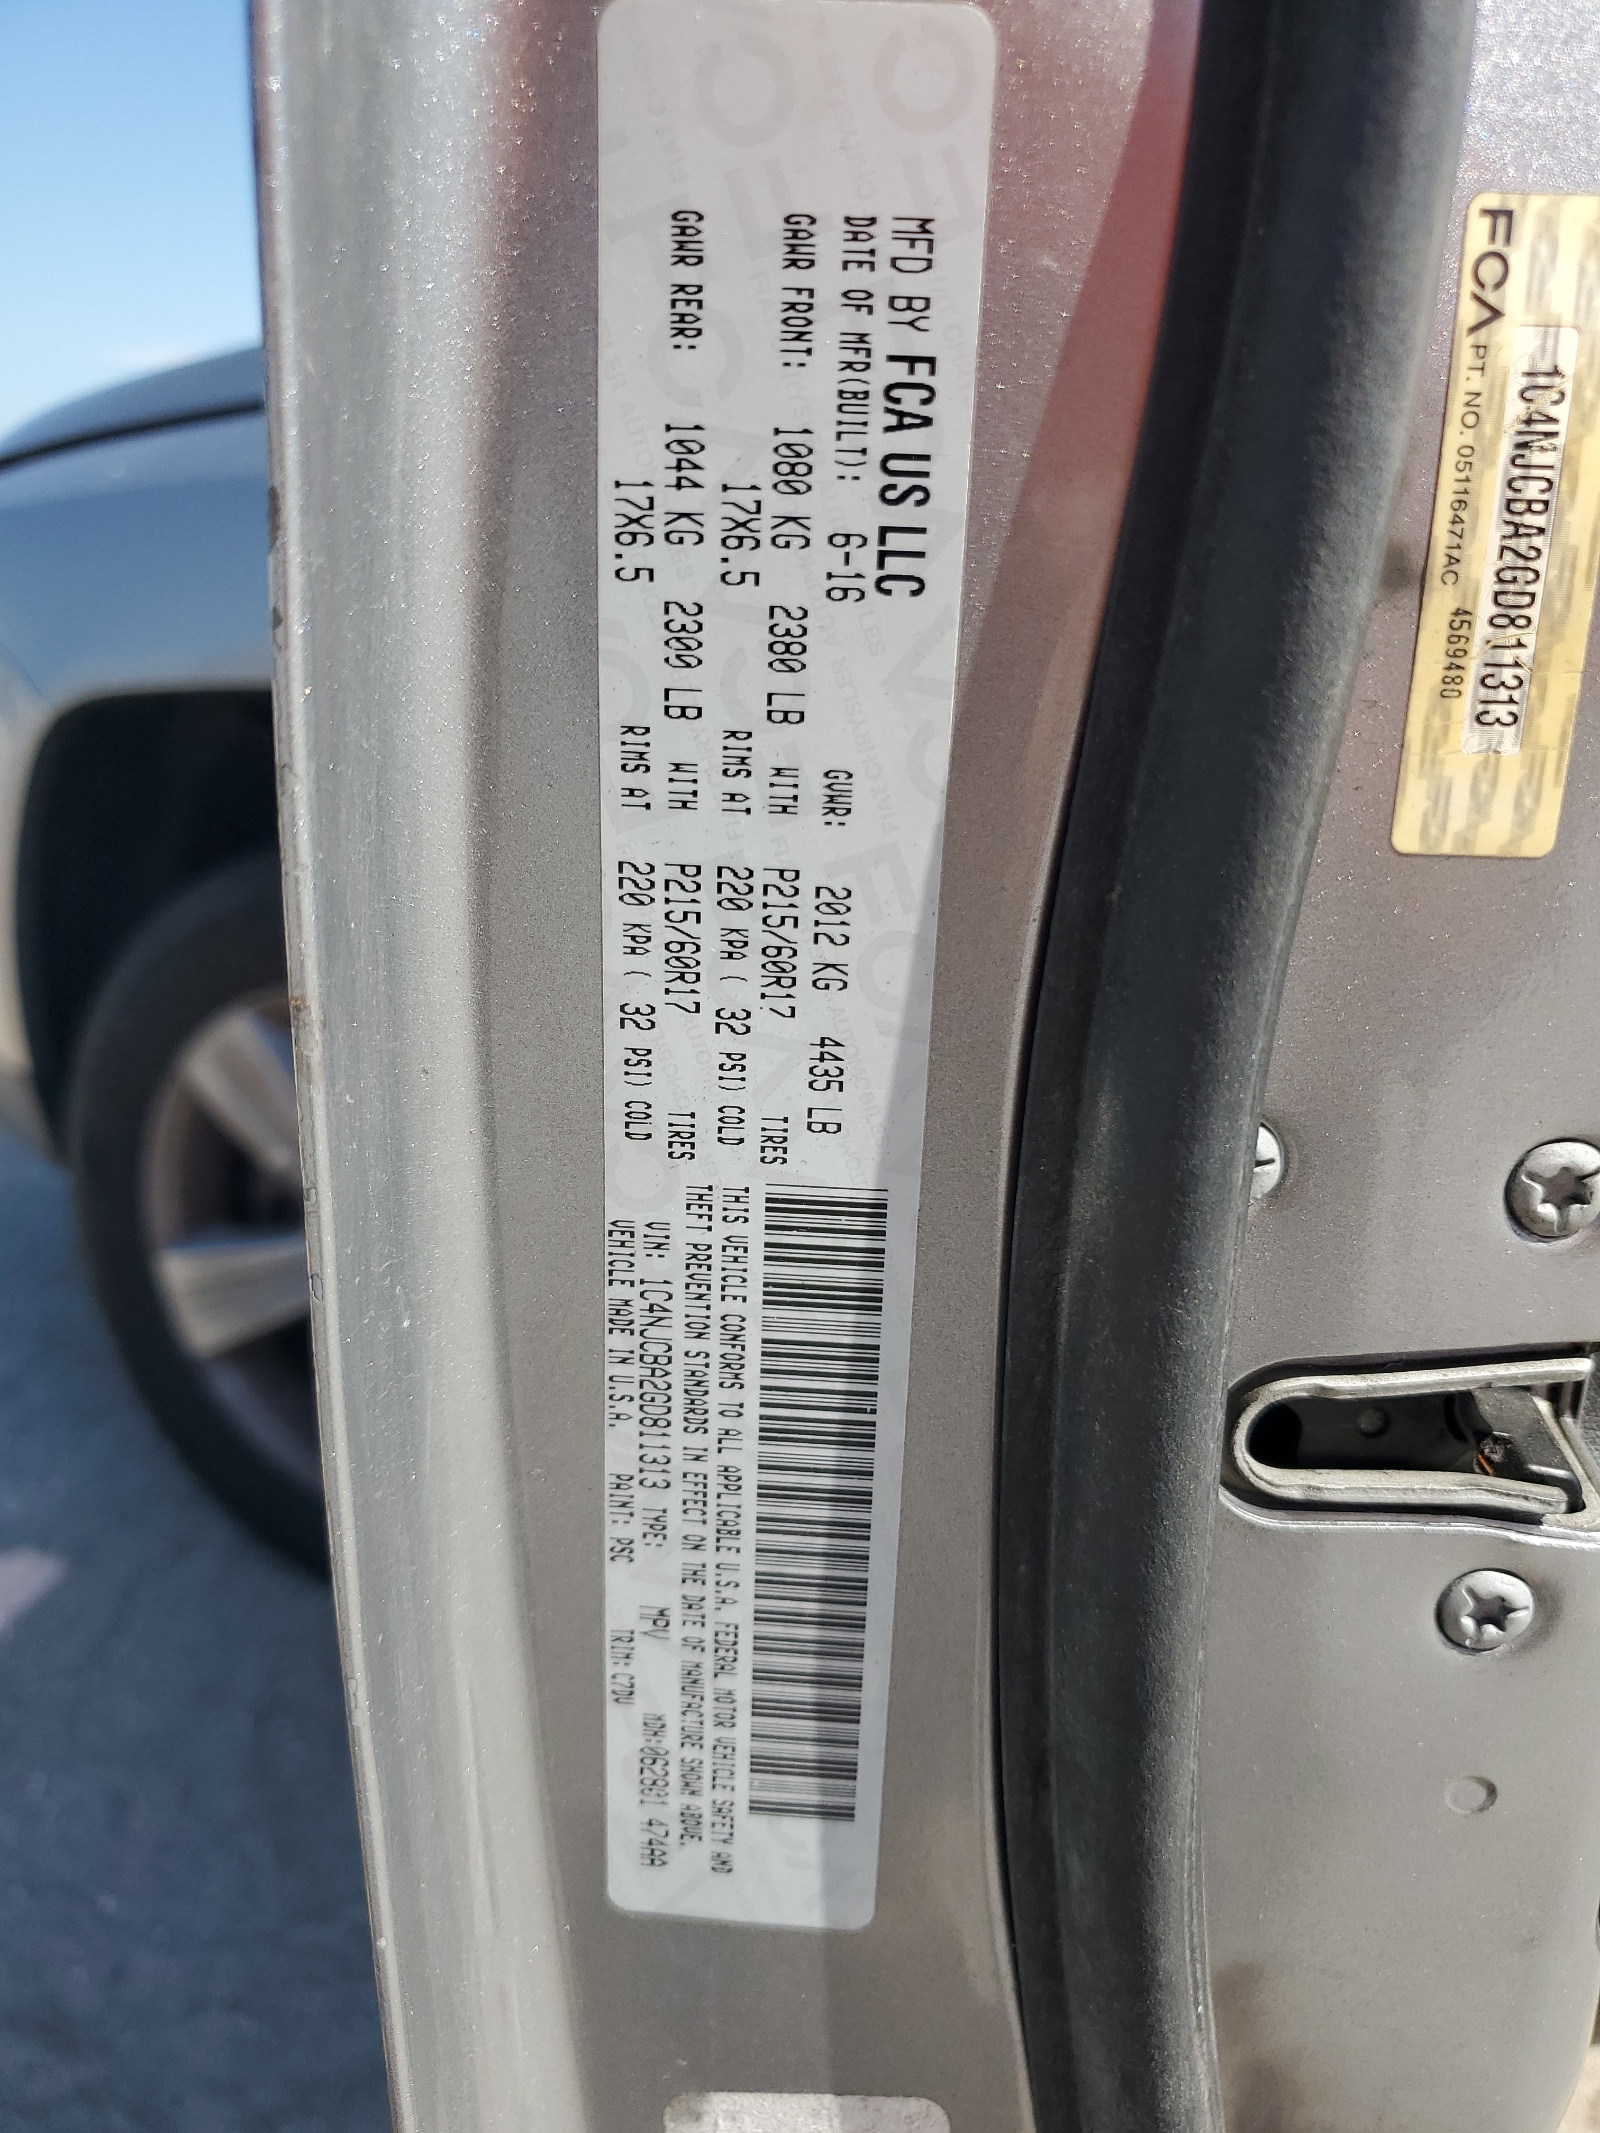 MFD BY FCA US LLC
DATE OF MFR(BUILT): 6-16 GVWR: 2012 KG 4435 LB
GAWR FRONT: 1080 KG 2380 LB WITH P215/60R17 TIRES
17X6.5 RIMS AT 220 KPA ( 32 PSI) COLD
GAWR REAR: 1044 KG 2300 LB WITH P215/60R17 TIRES
17X6.5 RIMS AT 220 KPA ( 32 PSI) COLD
THIS VEHICLE CONFORMS TO ALL APPLICABLE U.S.A. FEDERAL MOTOR VEHICLE SAFETY AND
THEFT PREVENTION STANDARDS IN EFFECT ON THE DATE OF MANUFACTURE SHOWN ABOVE.
VIN: 1C4NJCBA2GD811313 TYPE: MPV MDH:062801 474AA
VEHICLE MADE IN U.S.A. PAINT: PSC TRIM: C7DV
1C4NJCBA2GD811313
FCA PT. NO. 05116471AC 4569480